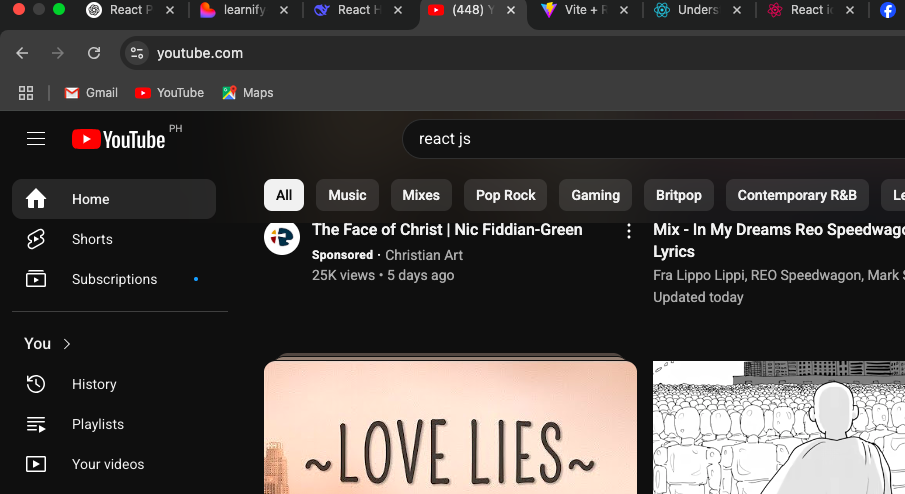 React P
learnify
React H
(448) Y
Vite + R
Unders
React ic
youtube.com
Gmail
YouTube
Maps
YouTube PH
react js
All
Music
Mixes
Pop Rock
Gaming
Britpop
Contemporary R&B
Le
Home
Shorts
Subscriptions
You
History
Playlists
Your videos
The Face of Christ | Nic Fiddian-Green
Sponsored · Christian Art
25K views • 5 days ago
Mix - In My Dreams Reo Speedwago
Lyrics
Fra Lippo Lippi, REO Speedwagon, Mark S
Updated today
~LOVE LIES~